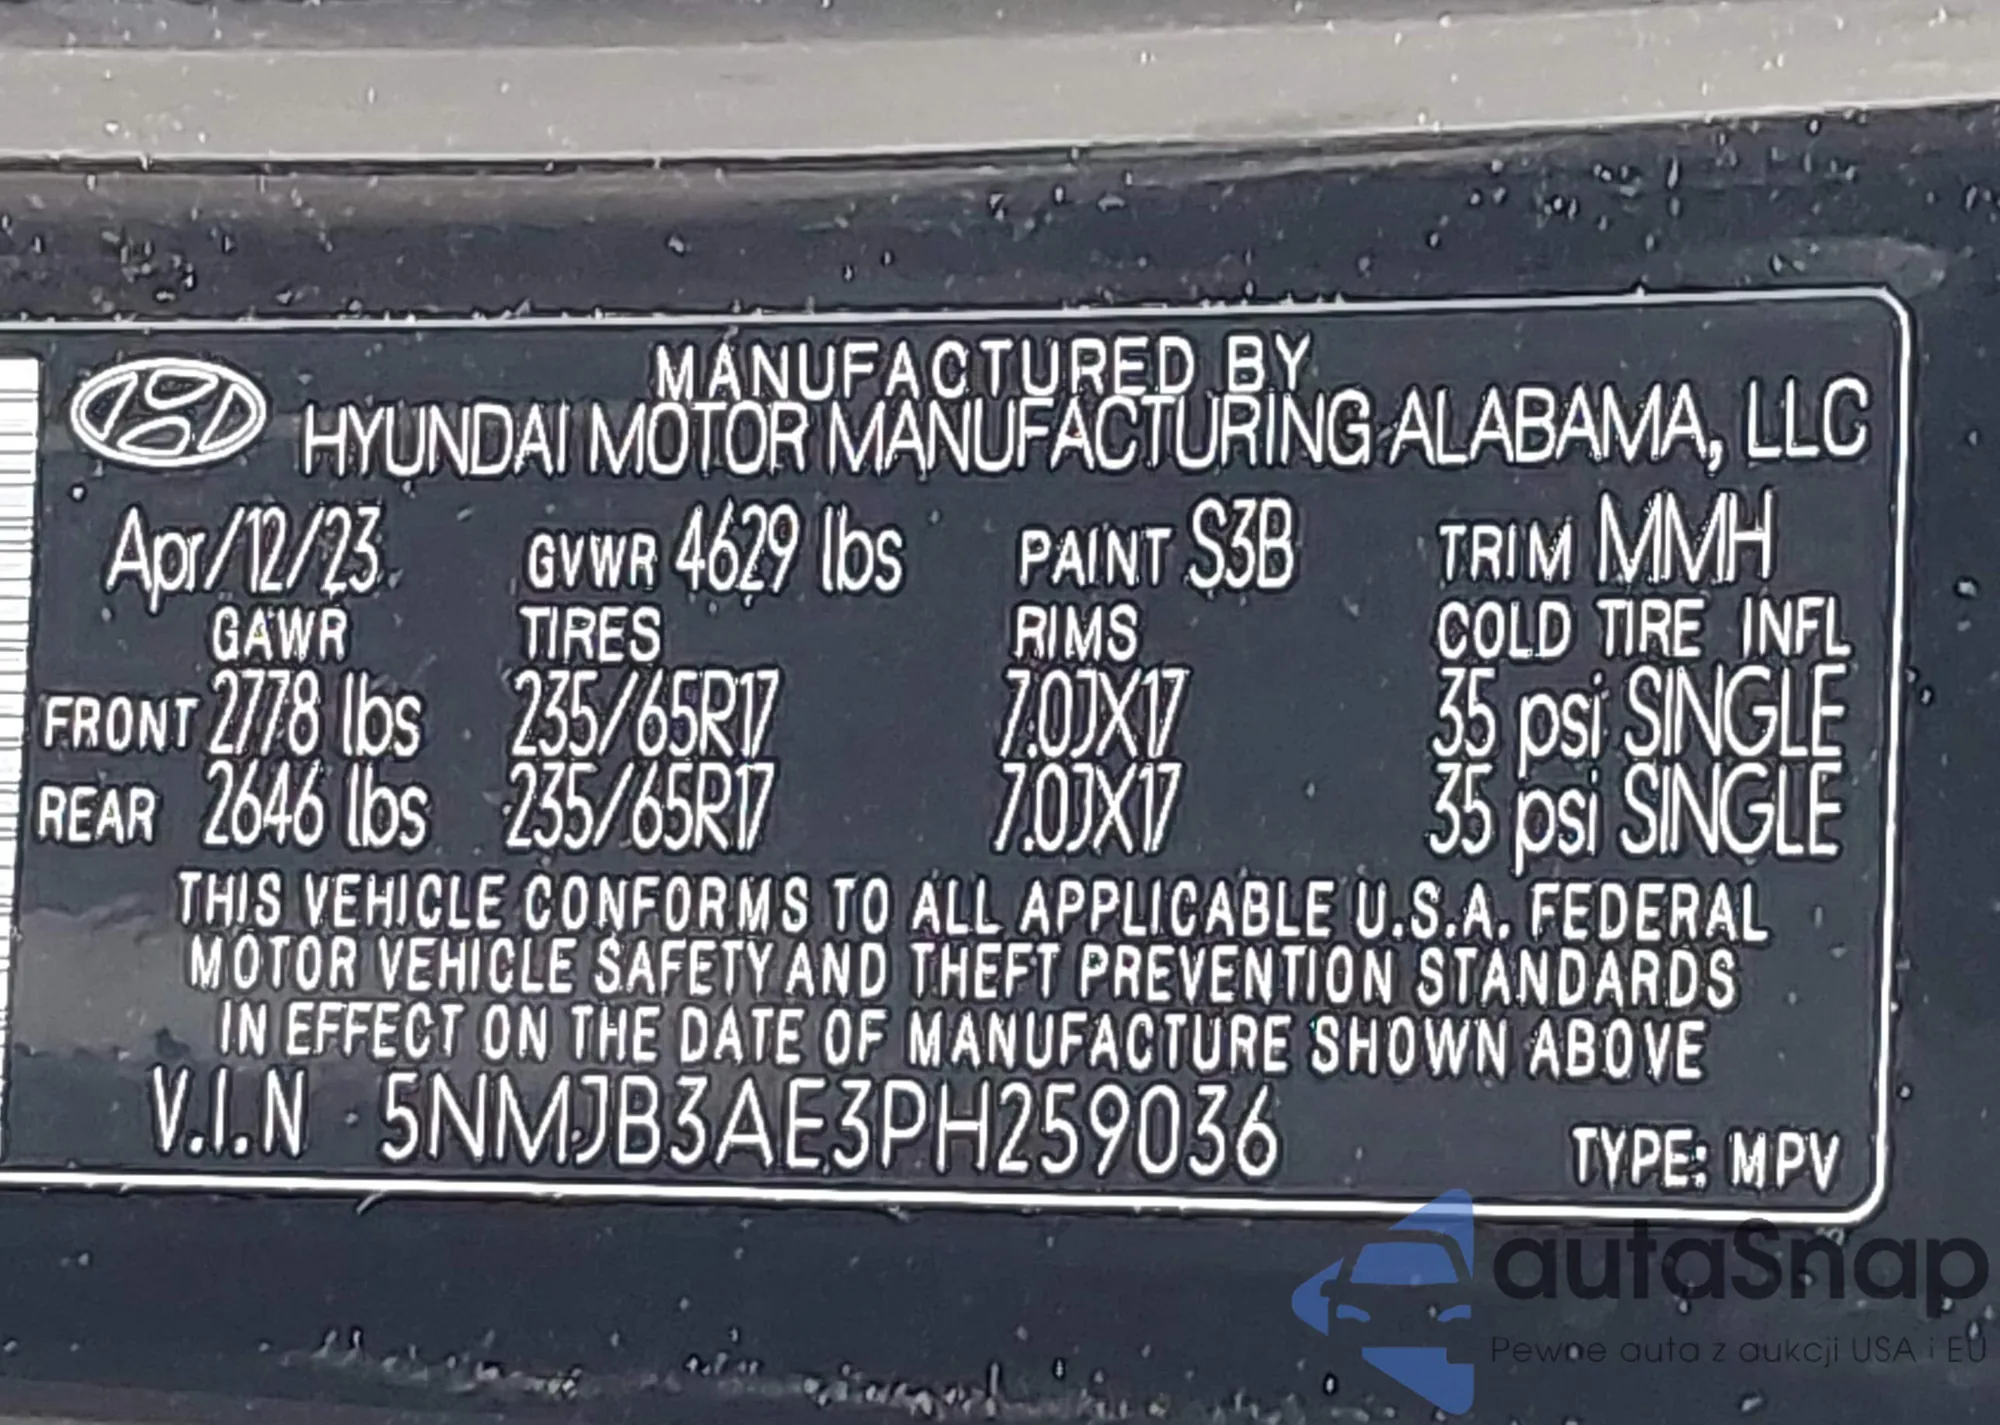 MANUFACTURED BY
HYUNDAI MOTOR MANUFACTURING ALABAMA, LLC
Apr/12/23 GVWR 4629 lbs PAINT S3B TRIM MMH
GAWR TIRES RIMS COLD TIRE INFL
FRONT 2778 lbs 235/65R17 7.0JX17 35 psi SINGLE
REAR 2646 lbs 235/65R17 7.0JX17 35 psi SINGLE
THIS VEHICLE CONFORMS TO ALL APPLICABLE U.S.A. FEDERAL
MOTOR VEHICLE SAFETY AND THEFT PREVENTION STANDARDS
IN EFFECT ON THE DATE OF MANUFACTURE SHOWN ABOVE
V.I.N 5NMJB3AE3PH259036 TYPE: MPV
autaSnap
Pewne auta z aukcji USA i EU